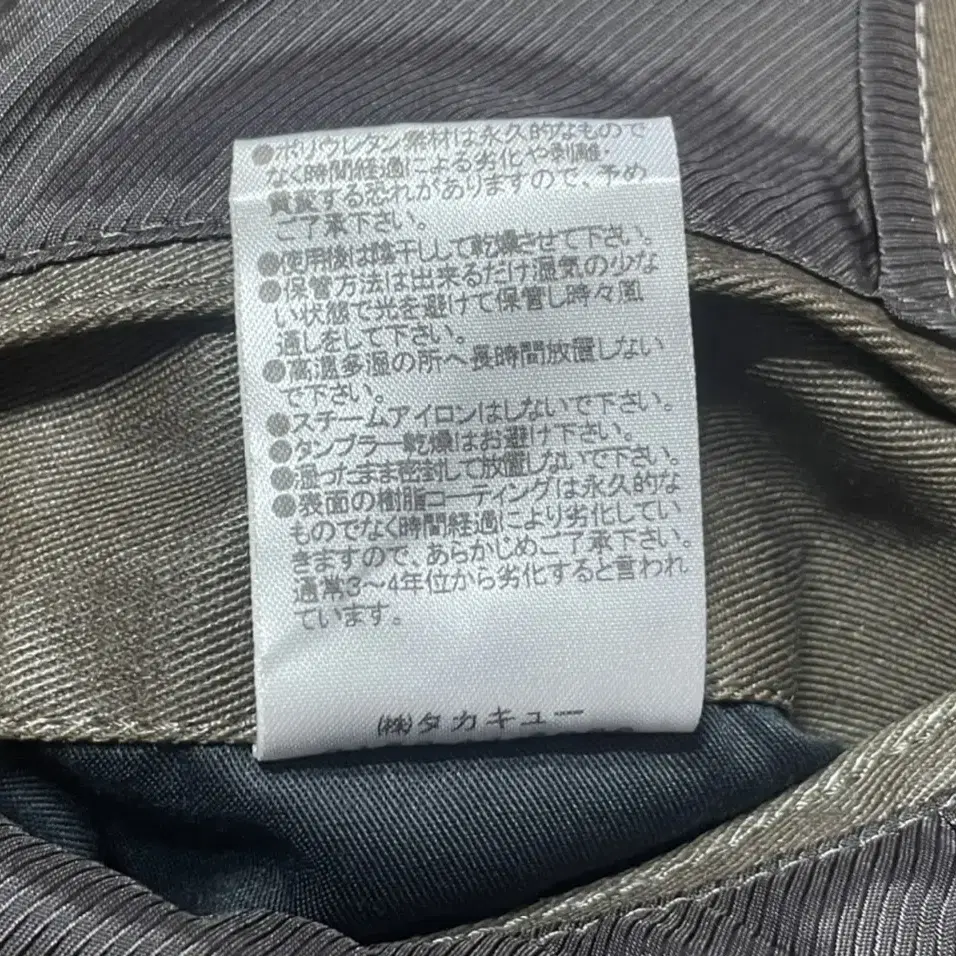 ●ポリウレタン素材は永久的なもので
なく時間経過による劣化や剥離・
変する恐れがありますので、予め
ご了承下さい。
●使用後は陰干しして乾燥させて下さい。
●保管方法は出来るだけ湿気の少な
い状態で光を避けて保管し時々風
通しをして下さい。
●高温多湿の所へ長時間放置しない
で下さい。
●スチームアイロンはしないで下さい。
●タンブラー乾燥はお避け下さい。
●湿ったまま密封して放置しないで下さい。
●表面の樹脂コーティングは永久的な
ものでなく時間経過により劣化してい
きますので、あらかじめご了承下さい。
通常3〜4年位から劣化すると言われ
ています。
㈱タカキュー